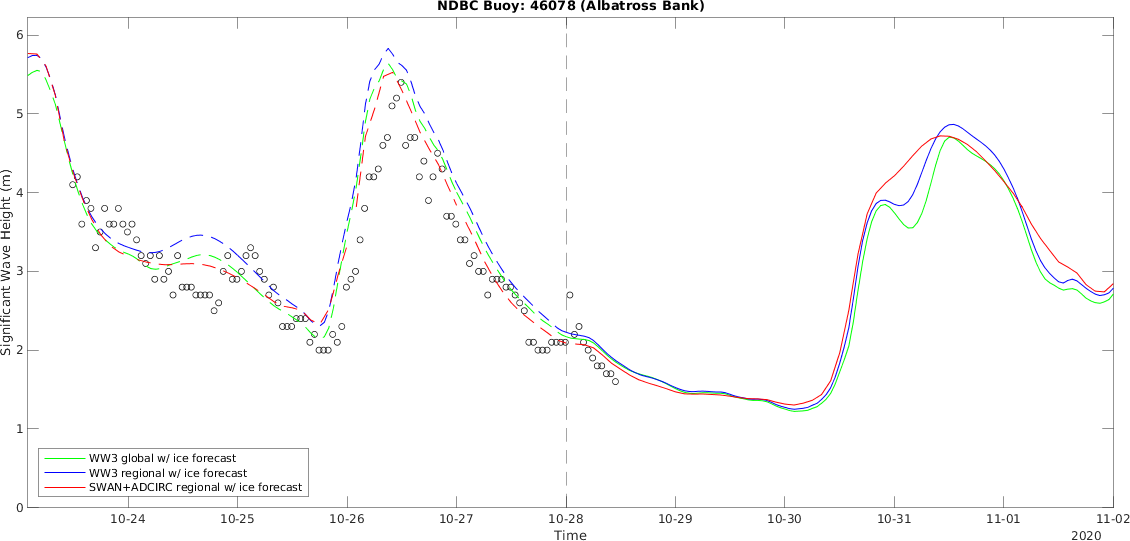 NDBC Buoy: 46078 (Albatross Bank)
6
5
4
3
2
1
0
Significant Wave Height (m)
WW3 global w/ ice forecast
WW3 regional w/ ice forecast
SWAN+ADCIRC regional w/ ice forecast
10-24 10-25 10-26 10-27 10-28 10-29 10-30 10-31 11-01 11-02
Time
2020